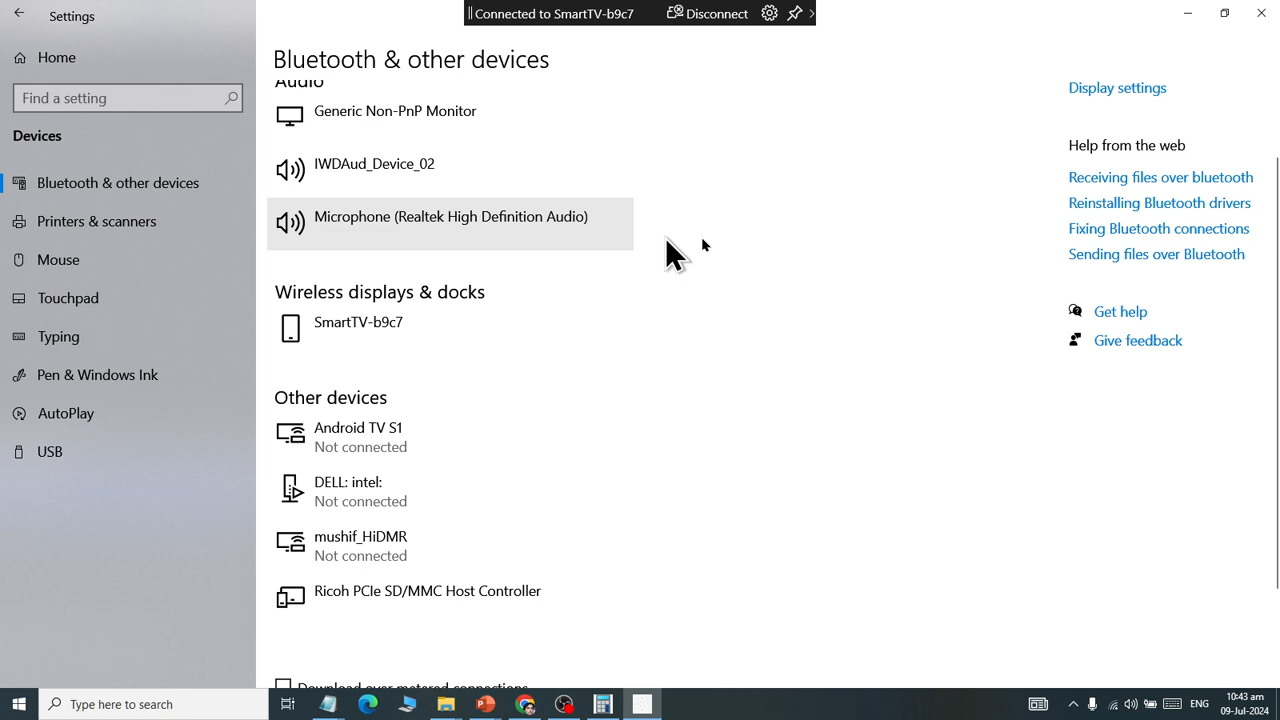 Settings
Connected to SmartTV-b9c7
Disconnect
Home
Find a setting
Devices
Bluetooth & other devices
Printers & scanners
Mouse
Touchpad
Typing
Pen & Windows Ink
AutoPlay
USB
Bluetooth & other devices
Audio
Generic Non-PnP Monitor
IWDAud_Device_02
Microphone (Realtek High Definition Audio)
Wireless displays & docks
SmartTV-b9c7
Other devices
Android TV S1
Not connected
DELL: intel:
Not connected
mushif_HiDMR
Not connected
Ricoh PCIe SD/MMC Host Controller
Download over metered connections
Display settings
Help from the web
Receiving files over bluetooth
Reinstalling Bluetooth drivers
Fixing Bluetooth connections
Sending files over Bluetooth
Get help
Give feedback
Type here to search
ENG
10:43 am
09-Jul-2024